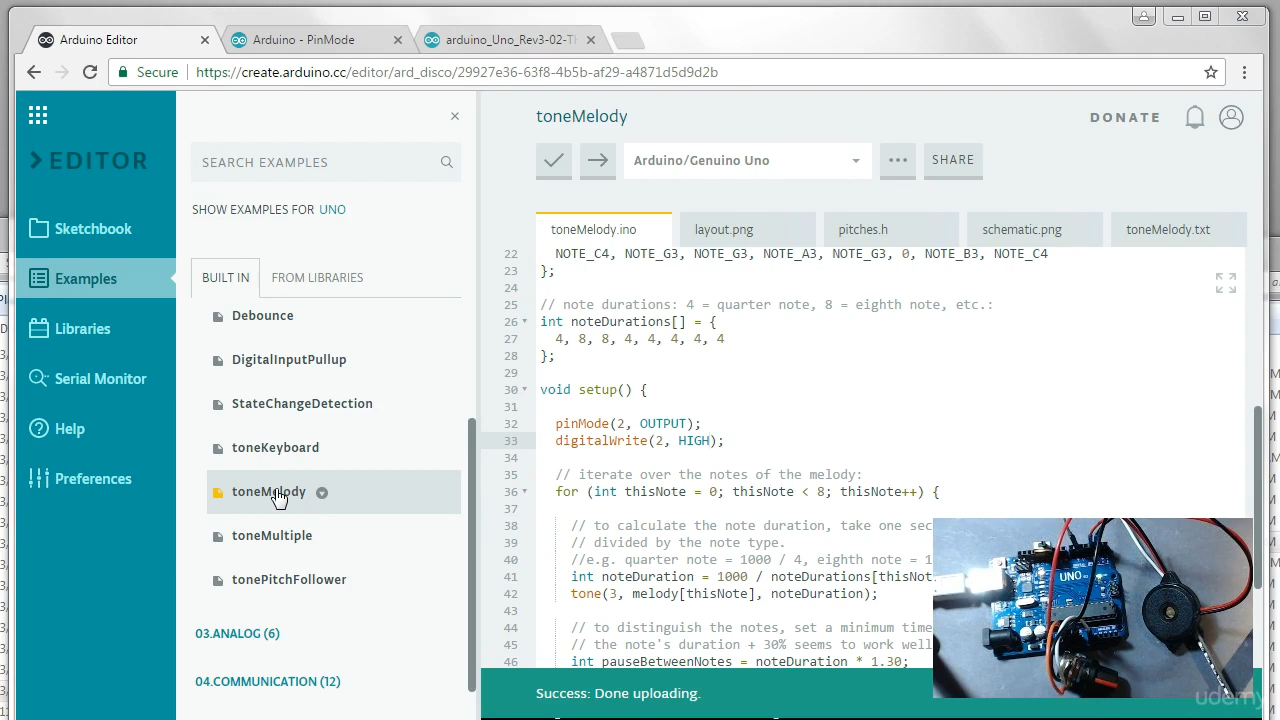 Arduino Editor
Arduino - PinMode
arduino_Uno_Rev3-02-TH
Secure
https://create.arduino.cc/editor/ard_disco/29927e36-63f8-4b5b-af29-a4871d5d9d2b
EDITOR
Sketchbook
Examples
Libraries
Serial Monitor
Help
Preferences
SEARCH EXAMPLES
SHOW EXAMPLES FOR UNO
BUILT IN
FROM LIBRARIES
Debounce
DigitalInputPullup
StateChangeDetection
toneKeyboard
toneMelody
toneMultiple
tonePitchFollower
03.ANALOG (6)
04.COMMUNICATION (12)
toneMelody
DONATE
Arduino/Genuino Uno
SHARE
toneMelody.ino
layout.png
pitches.h
schematic.png
toneMelody.txt
22 NOTE_C4, NOTE_G3, NOTE_G3, NOTE_A3, NOTE_G3, 0, NOTE_B3, NOTE_C4
23 };
24
25 // note durations: 4 = quarter note, 8 = eighth note, etc.:
26 int noteDurations[] = {
27 4, 8, 8, 4, 4, 4, 4, 4
28 };
29
30 void setup() {
31
32 pinMode(2, OUTPUT);
33 digitalWrite(2, HIGH);
34
35 // iterate over the notes of the melody:
36 for (int thisNote = 0; thisNote < 8; thisNote++) {
37
38 // to calculate the note duration, take one sec
39 // divided by the note type.
40 //e.g. quarter note = 1000 / 4, eighth note = 1
41 int noteDuration = 1000 / noteDurations[thisNot
42 tone(3, melody[thisNote], noteDuration);
43
44 // to distinguish the notes, set a minimum time
45 // the note's duration + 30% seems to work well
46 int pauseBetweenNotes = noteDuration * 1.30;
Success: Done uploading.
UNO
udemy